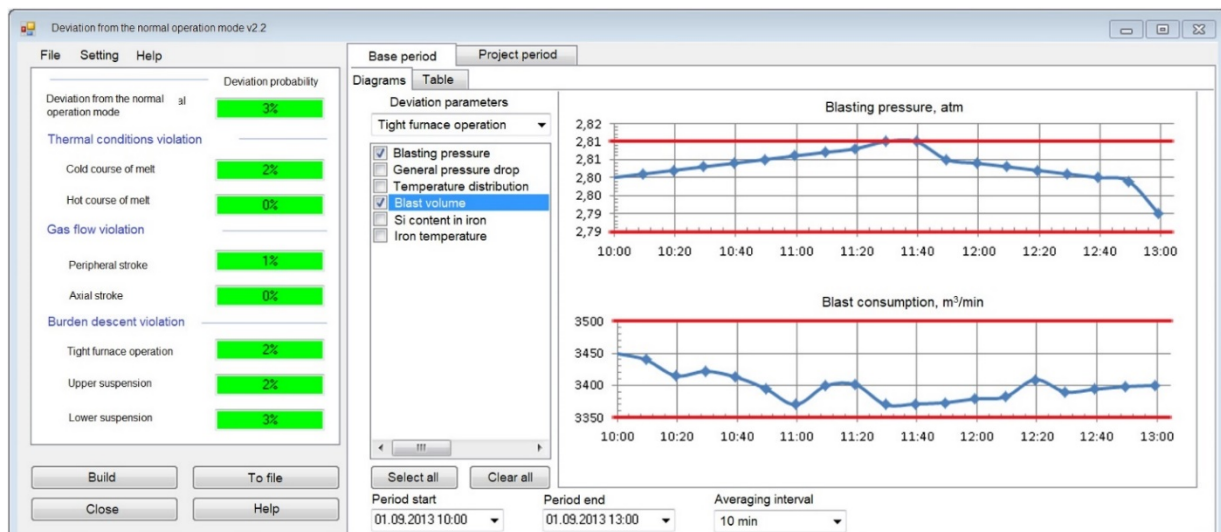 Deviation from the normal operation mode v2.2
File Setting Help
Deviation probability
Deviation from the normal al
operation mode
3%
Thermal conditions violation
Cold course of melt 2%
Hot course of melt 0%
Gas flow violation
Peripheral stroke 1%
Axial stroke 0%
Burden descent violation
Tight furnace operation 2%
Upper suspension 2%
Lower suspension 3%
Build To file
Close Help
Base period Project period
Diagrams Table
Deviation parameters
Tight furnace operation
Blasting pressure
General pressure drop
Temperature distribution
Blast volume
Si content in iron
Iron temperature
Select all Clear all
Period start Period end Averaging interval
01.09.2013 10:00 01.09.2013 13:00 10 min
Blasting pressure, atm
2,82
2,81
2,81
2,80
2,80
2,79
2,79
10:00 10:20 10:40 11:00 11:20 11:40 12:00 12:20 12:40 13:00
Blast consumption, m³/min
3500
3450
3400
3350
10:00 10:20 10:40 11:00 11:20 11:40 12:00 12:20 12:40 13:00